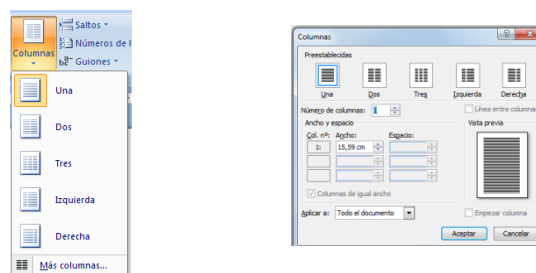 Saltos
Números de l
Columnas
Guiones
Una
Dos
Tres
Izquierda
Derecha
Más columnas...
Columnas
Preestablecidas
Una Dos Tres Izquierda Derecha
Número de columnas: 1
Línea entre columnas
Ancho y espacio
Vista previa
Col. nº: Ancho: Espacio:
1: 15,59 cm
Columnas de igual ancho
Aplicar a: Todo el documento
Empezar columna
Aceptar Cancelar